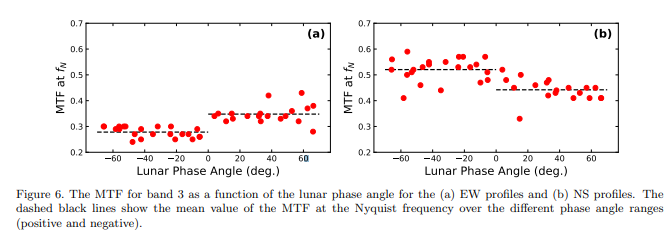 0.7
0.6
0.5
0.4
0.3
0.2
MTF at f_N
(a)
−60 −40 −20 0 20 40 60
Lunar Phase Angle (deg.)
0.7
0.6
0.5
0.4
0.3
0.2
MTF at f_N
(b)
−60 −40 −20 0 20 40 60
Lunar Phase Angle (deg.)
Figure 6. The MTF for band 3 as a function of the lunar phase angle for the (a) EW profiles and (b) NS profiles. The
dashed black lines show the mean value of the MTF at the Nyquist frequency over the different phase angle ranges
(positive and negative).